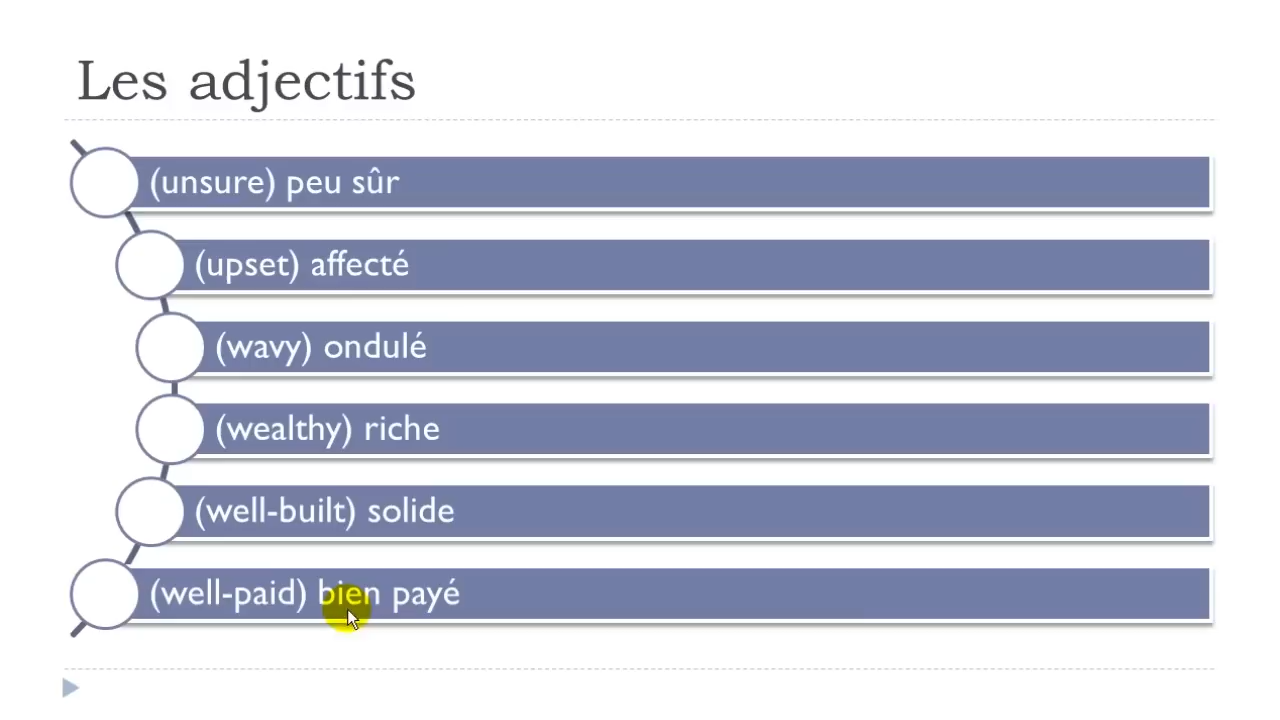 Les adjectifs
(unsure) peu sûr
(upset) affecté
(wavy) ondulé
(wealthy) riche
(well-built) solide
(well-paid) bien payé